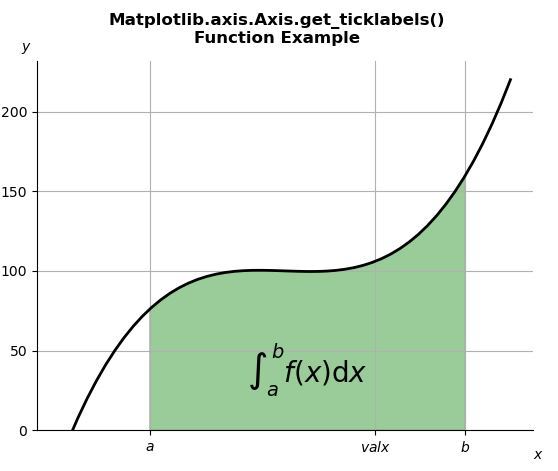 Matplotlib.axis.Axis.get_ticklabels()
Function Example
y
200
150
100
50
0
∫ₐᵇ f(x)dx
a valx b
x